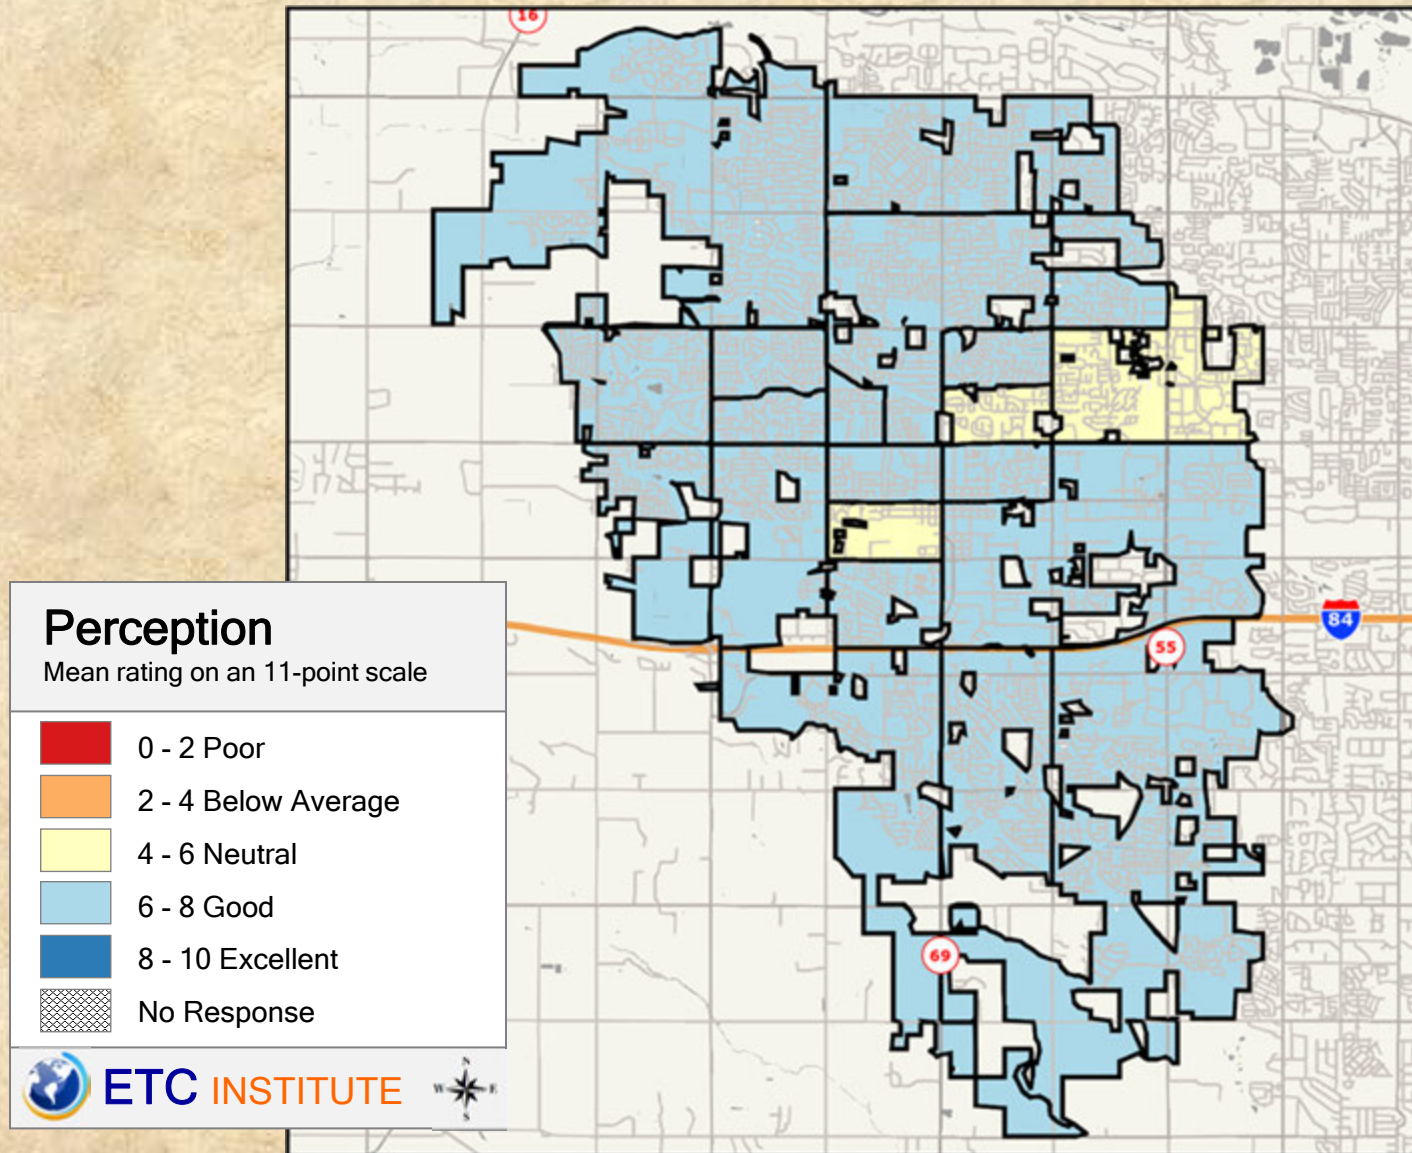 16
84
55
69
Perception
Mean rating on an 11-point scale
0 - 2 Poor
2 - 4 Below Average
4 - 6 Neutral
6 - 8 Good
8 - 10 Excellent
No Response
ETC INSTITUTE
N
W E
S